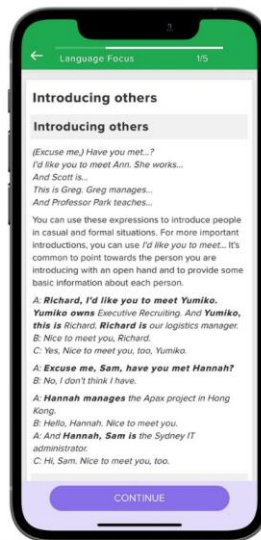 Language Focus 1/5
Introducing others
Introducing others
(Excuse me,) Have you met...?
I'd like you to meet Ann. She works...
And Scott is...
This is Greg. Greg manages...
And Professor Park teaches...
You can use these expressions to introduce people
in casual and formal situations. For more important
introductions, you can use I'd like you to meet... It's
common to point towards the person you are
introducing with an open hand and to provide some
basic information about each person.
A: Richard, I'd like you to meet Yumiko.
Yumiko owns Executive Recruiting. And Yumiko,
this is Richard. Richard is our logistics manager.
B: Nice to meet you, Richard.
C: Yes, Nice to meet you, too, Yumiko.
A: Excuse me, Sam, have you met Hannah?
B: No, I don't think I have.
A: Hannah manages the Apax project in Hong
Kong.
B: Hello, Hannah. Nice to meet you.
A: And Hannah, Sam is the Sydney IT
administrator.
C: Hi, Sam. Nice to meet you, too.
CONTINUE